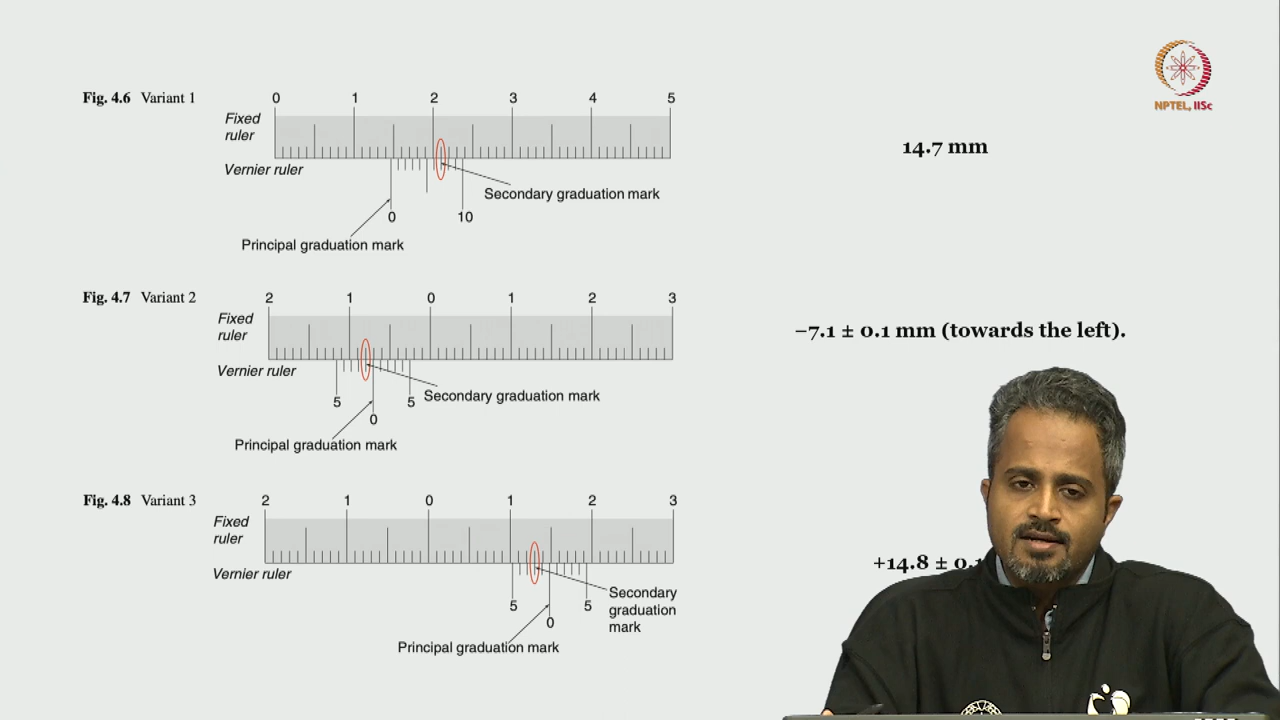 NPTEL, IISc
Fig. 4.6 Variant 1
0 1 2 3 4 5
Fixed
ruler
14.7 mm
Vernier ruler
Secondary graduation mark
0 10
Principal graduation mark
Fig. 4.7 Variant 2
2 1 0 1 2 3
Fixed
ruler
−7.1 ± 0.1 mm (towards the left).
Vernier ruler
Secondary graduation mark
5 0 5
Principal graduation mark
Fig. 4.8 Variant 3
2 1 0 1 2 3
Fixed
ruler
+14.8 ± 0.1
Vernier ruler
Secondary
graduation
mark
5 0 5
Principal graduation mark